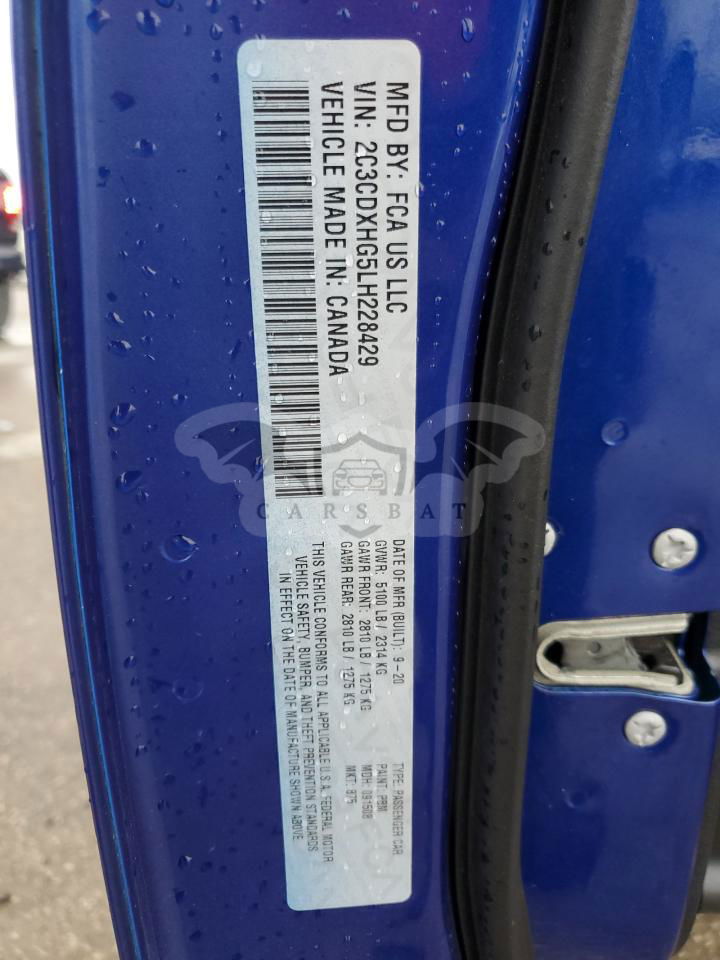 MFD BY: FCA US LLC
VIN: 2C3CDXHG5LH228429
VEHICLE MADE IN: CANADA
DATE OF MFR (BUILT): 9-20
GVWR: 5100 LB / 2314 KG
GAWR FRONT: 2810 LB / 1275 KG
GAWR REAR: 2810 LB / 1275 KG
THIS VEHICLE CONFORMS TO ALL APPLICABLE U.S.A. FEDERAL MOTOR
VEHICLE SAFETY, BUMPER, AND THEFT PREVENTION STANDARDS
IN EFFECT ON THE DATE OF MANUFACTURE SHOWN ABOVE
TYPE: PASSENGER CAR
PAINT: PBM
MDH: 091508
MKT: B75
CARSBAT